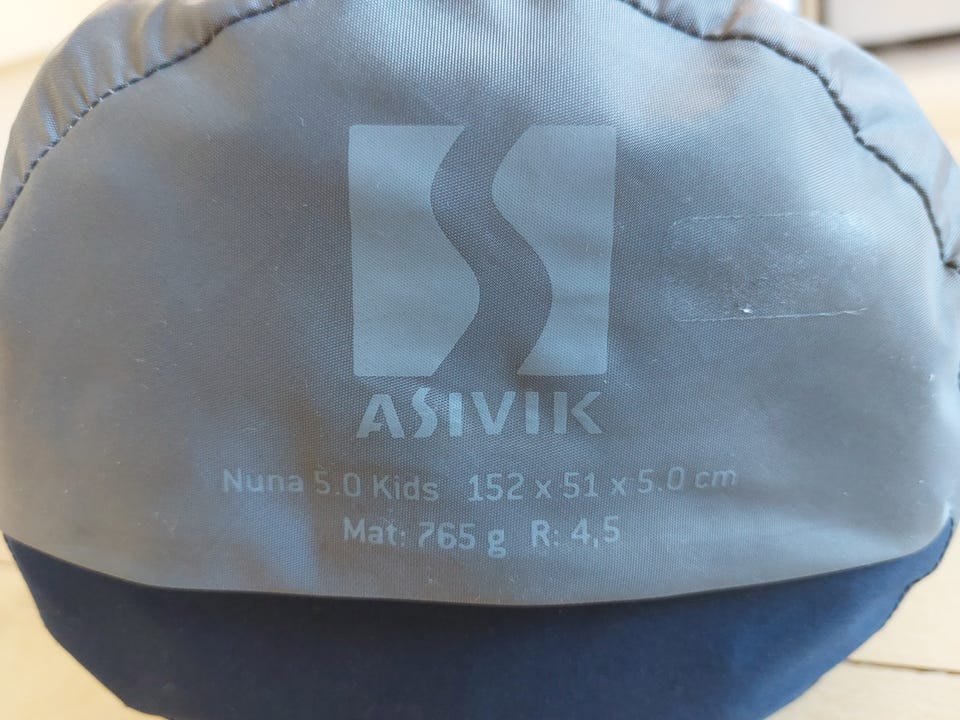 ASIVIK
Nuna 5.0 Kids 152 x 51 x 5.0 cm
Mat: 765 g R: 4,5